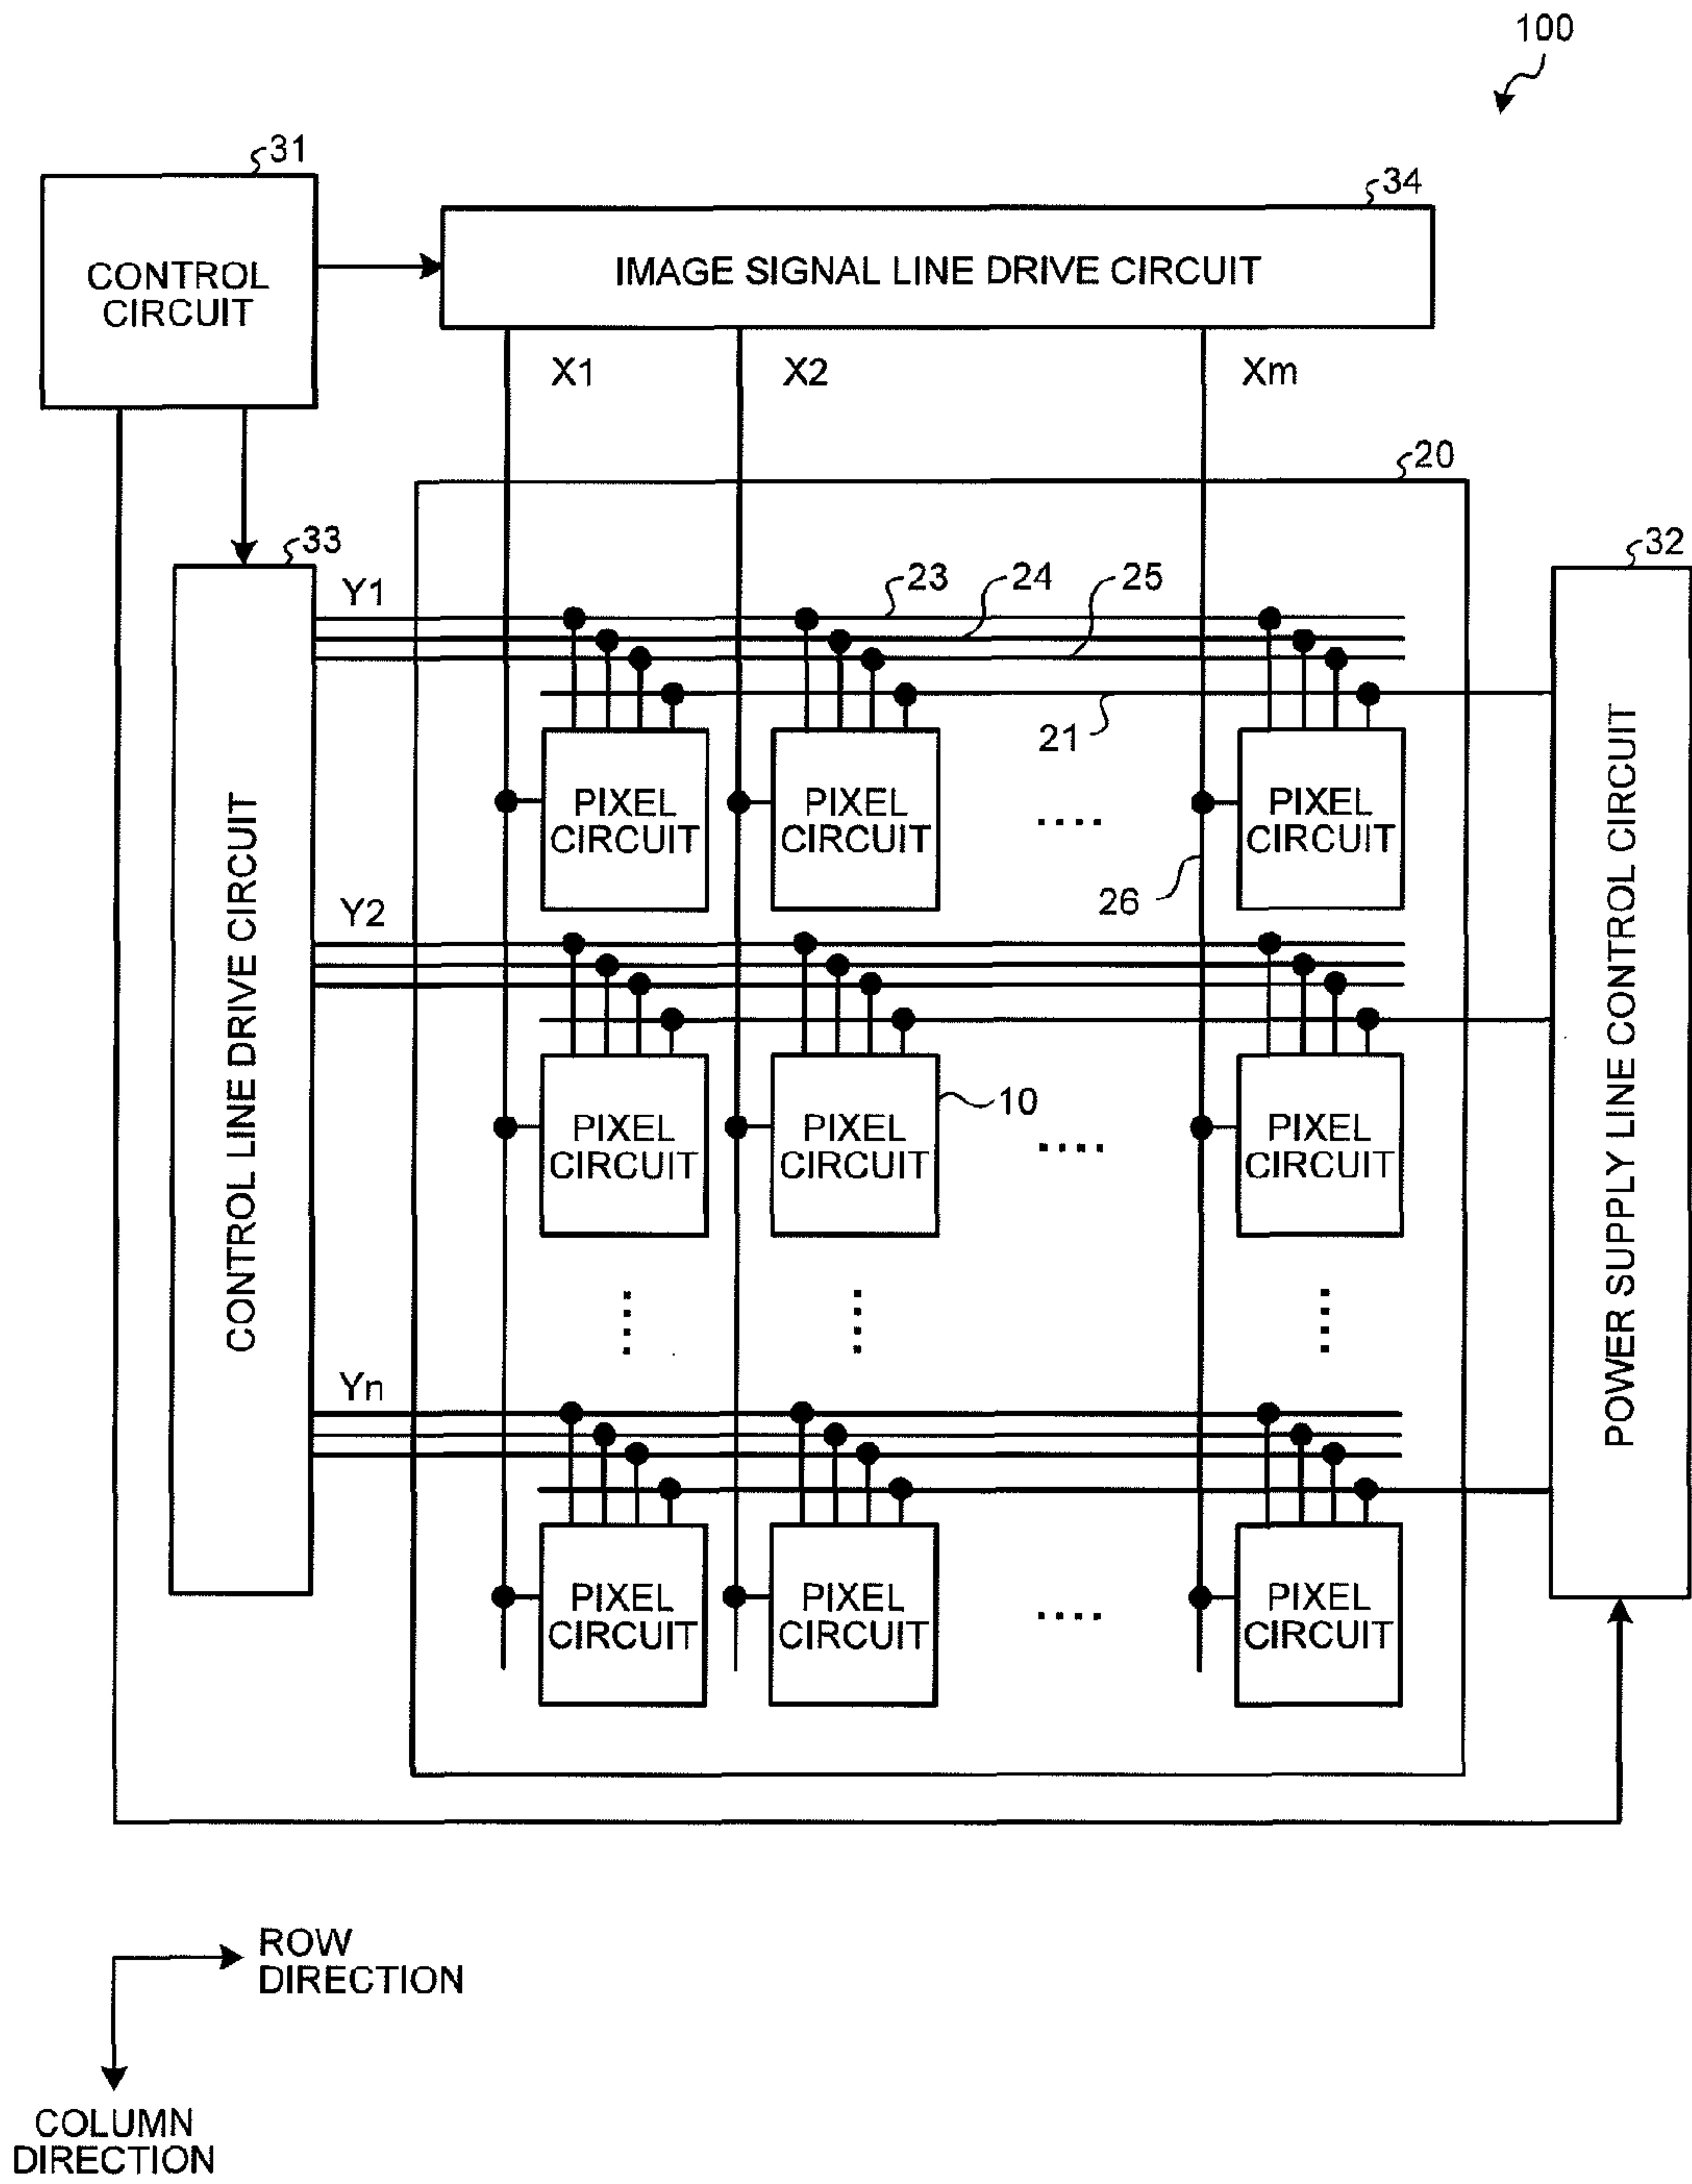 100
31
34
CONTROL
CIRCUIT
IMAGE SIGNAL LINE DRIVE CIRCUIT
X1
X2
Xm
20
33
32
Y1
23
24
25
21
PIXEL
CIRCUIT
PIXEL
CIRCUIT
....
PIXEL
CIRCUIT
26
Y2
10
PIXEL
CIRCUIT
PIXEL
CIRCUIT
....
PIXEL
CIRCUIT
CONTROL LINE DRIVE CIRCUIT
POWER SUPPLY LINE CONTROL CIRCUIT
....
....
....
Yn
PIXEL
CIRCUIT
PIXEL
CIRCUIT
....
PIXEL
CIRCUIT
ROW
DIRECTION
COLUMN
DIRECTION